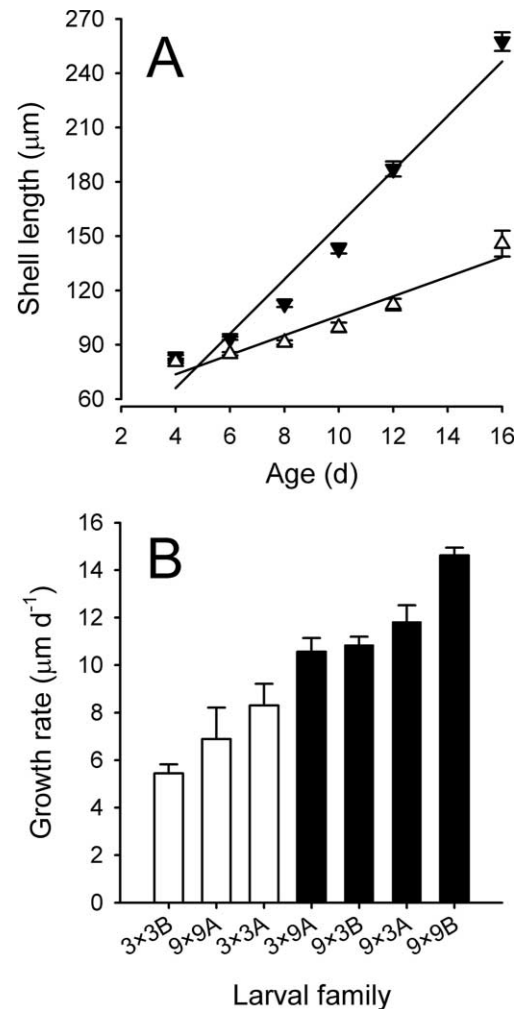 A
Shell length (μm)
270
240
210
180
150
120
90
60
2 4 6 8 10 12 14 16
Age (d)
B
Growth rate (μm d⁻¹)
16
14
12
10
8
6
4
2
0
3×3B 9×9A 3×3A 3×9A 9×3B 9×3A 9×9B
Larval family